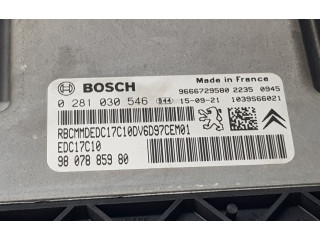 BOSCH
Made in France
9666729580 2235 0945
0 281 030 546 944 15-09-21 1039S66021
RBCMMDEDC17C10DV6D97CEM01
EDC17C10
98 078 859 80